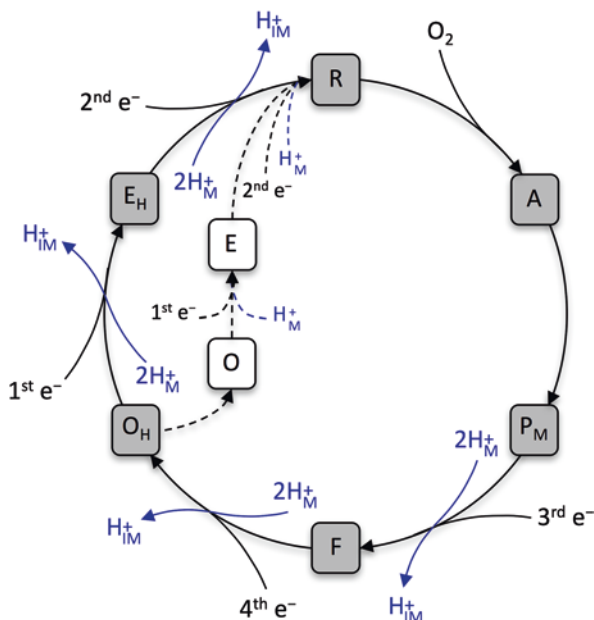 H⁺IM
O₂
R
2ⁿᵈ e⁻
2H⁺M
H⁺M
2ⁿᵈ e⁻
EH
A
E
H⁺IM
1ˢᵗ e⁻
H⁺M
2H⁺M
O
1ˢᵗ e⁻
OH
PM
2H⁺M
2H⁺M
H⁺IM
3ʳᵈ e⁻
F
4ᵗʰ e⁻
H⁺IM